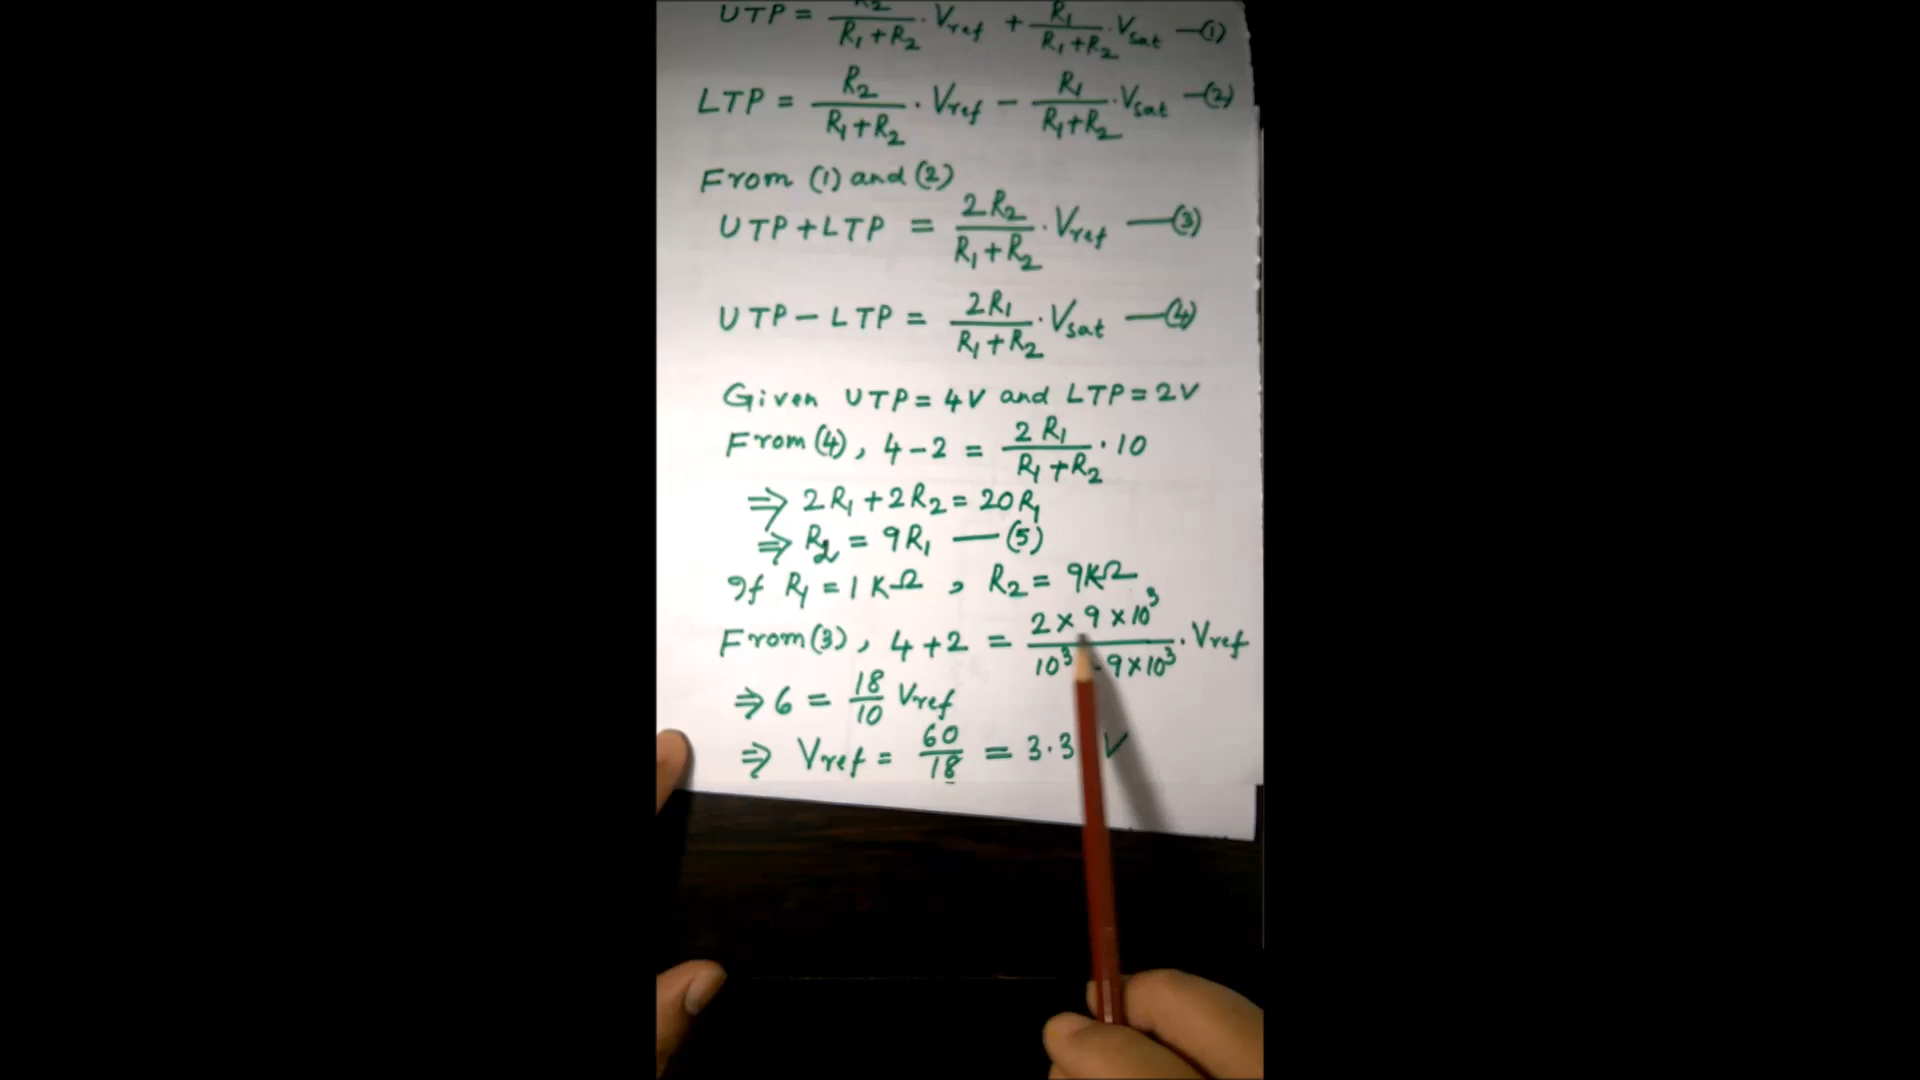 UTP = R2/(R1+R2) · Vref + R1/(R1+R2) · Vsat —(1)
LTP = R2/(R1+R2) · Vref − R1/(R1+R2) · Vsat —(2)
From (1) and (2)
UTP+LTP = 2R2/(R1+R2) · Vref —(3)
UTP−LTP = 2R1/(R1+R2) · Vsat —(4)
Given UTP=4V and LTP=2V
From (4), 4−2 = 2R1/(R1+R2) · 10
⇒ 2R1+2R2=20R1
⇒ R2 = 9R1 —(5)
If R1 = 1KΩ, R2 = 9KΩ
From (3), 4+2 = (2×9×10³)/(10³ 9×10³) · Vref
⇒ 6 = 18/10 Vref
⇒ Vref = 60/18 = 3.3 V